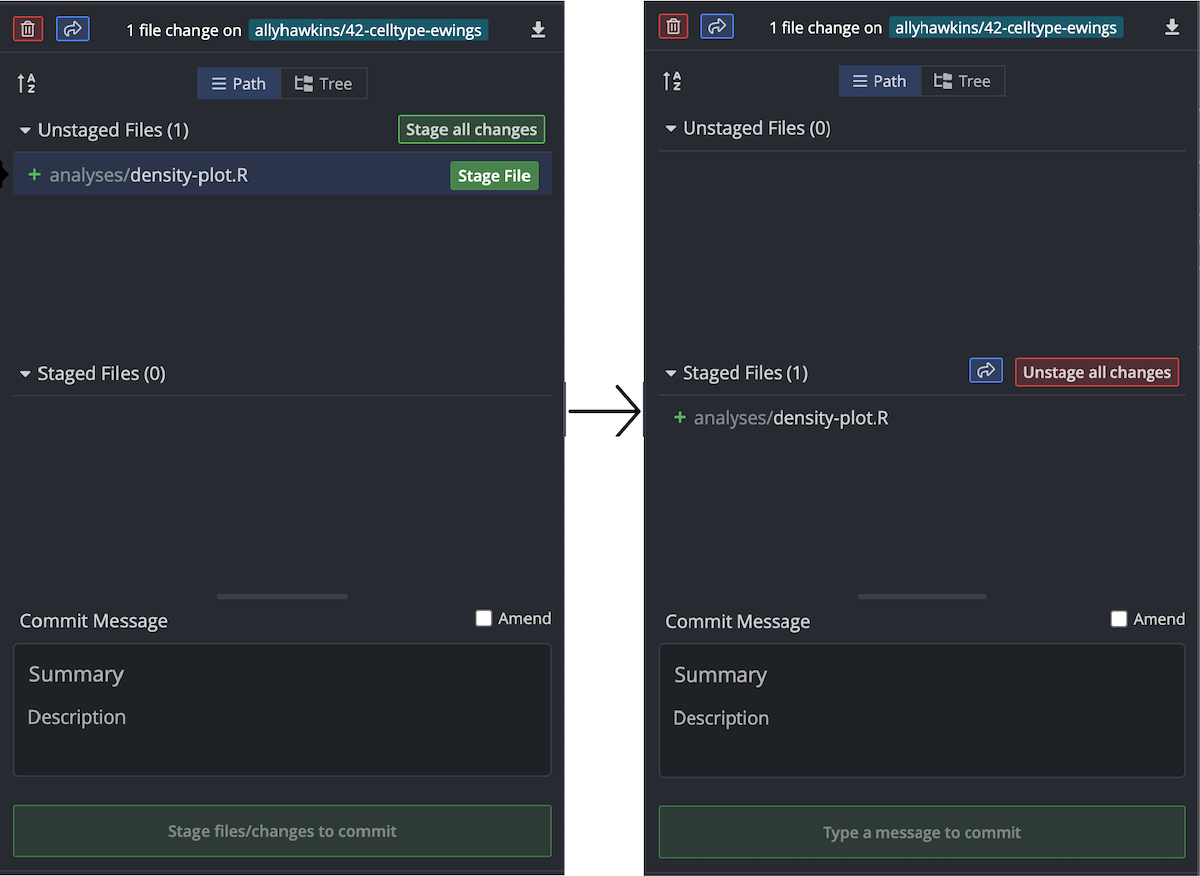 1 file change on allyhawkins/42-celltype-ewings
Path Tree
Unstaged Files (1) Stage all changes
+ analyses/density-plot.R Stage File
Staged Files (0)
Commit Message Amend
Summary
Description
Stage files/changes to commit
1 file change on allyhawkins/42-celltype-ewings
Path Tree
Unstaged Files (0)
Staged Files (1) Unstage all changes
+ analyses/density-plot.R
Commit Message Amend
Summary
Description
Type a message to commit